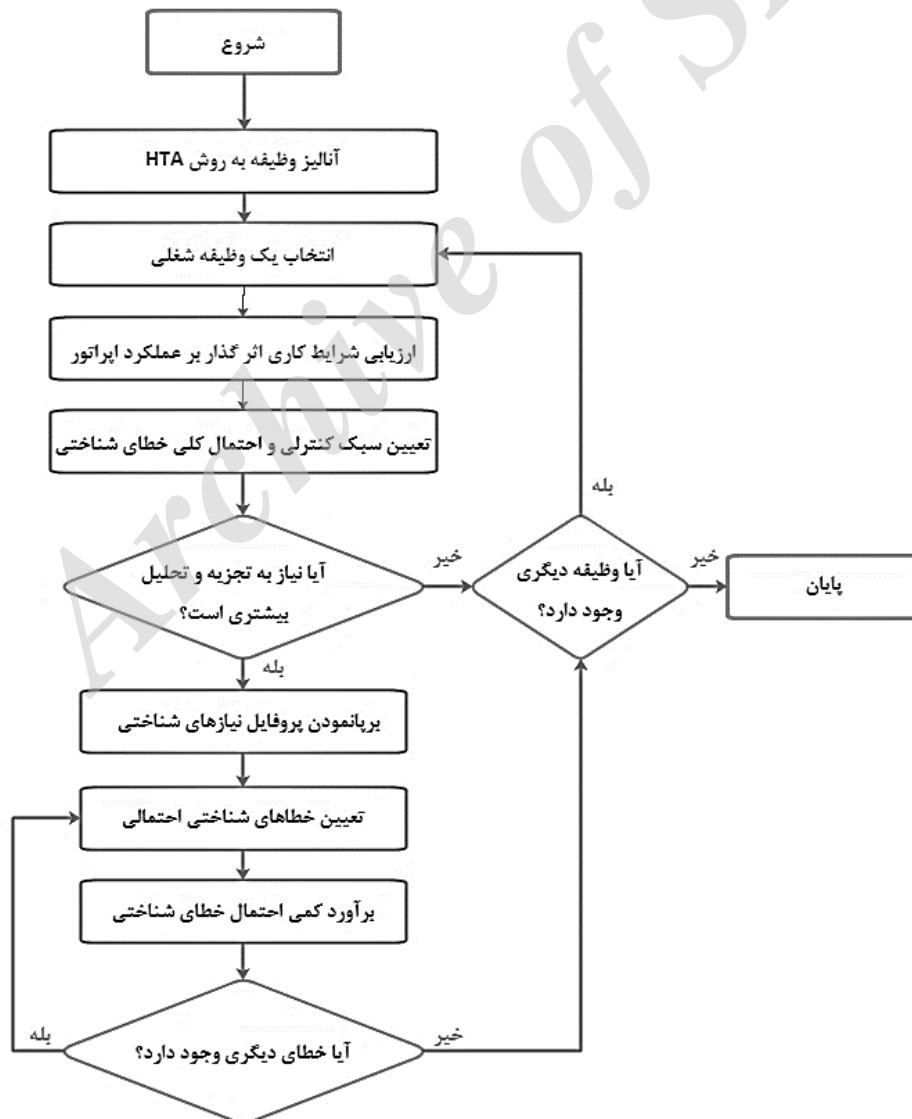 شروع
آنالیز وظیفه به روش HTA
انتخاب یک وظیفه شغلی
ارزیابی شرایط کاری اثر گذار بر عملکرد اپراتور
تعیین سبک کنترلی و احتمال کلی خطای شناختی
آیا نیاز به تجزیه و تحلیل
بیشتری است؟
خیر
بله
آیا وظیفه دیگری
وجود دارد؟
بله
خیر
پایان
برپانمودن پروفایل نیازهای شناختی
تعیین خطاهای شناختی احتمالی
برآورد کمی احتمال خطای شناختی
آیا خطای دیگری وجود دارد؟
بله
خیر
Archive of S